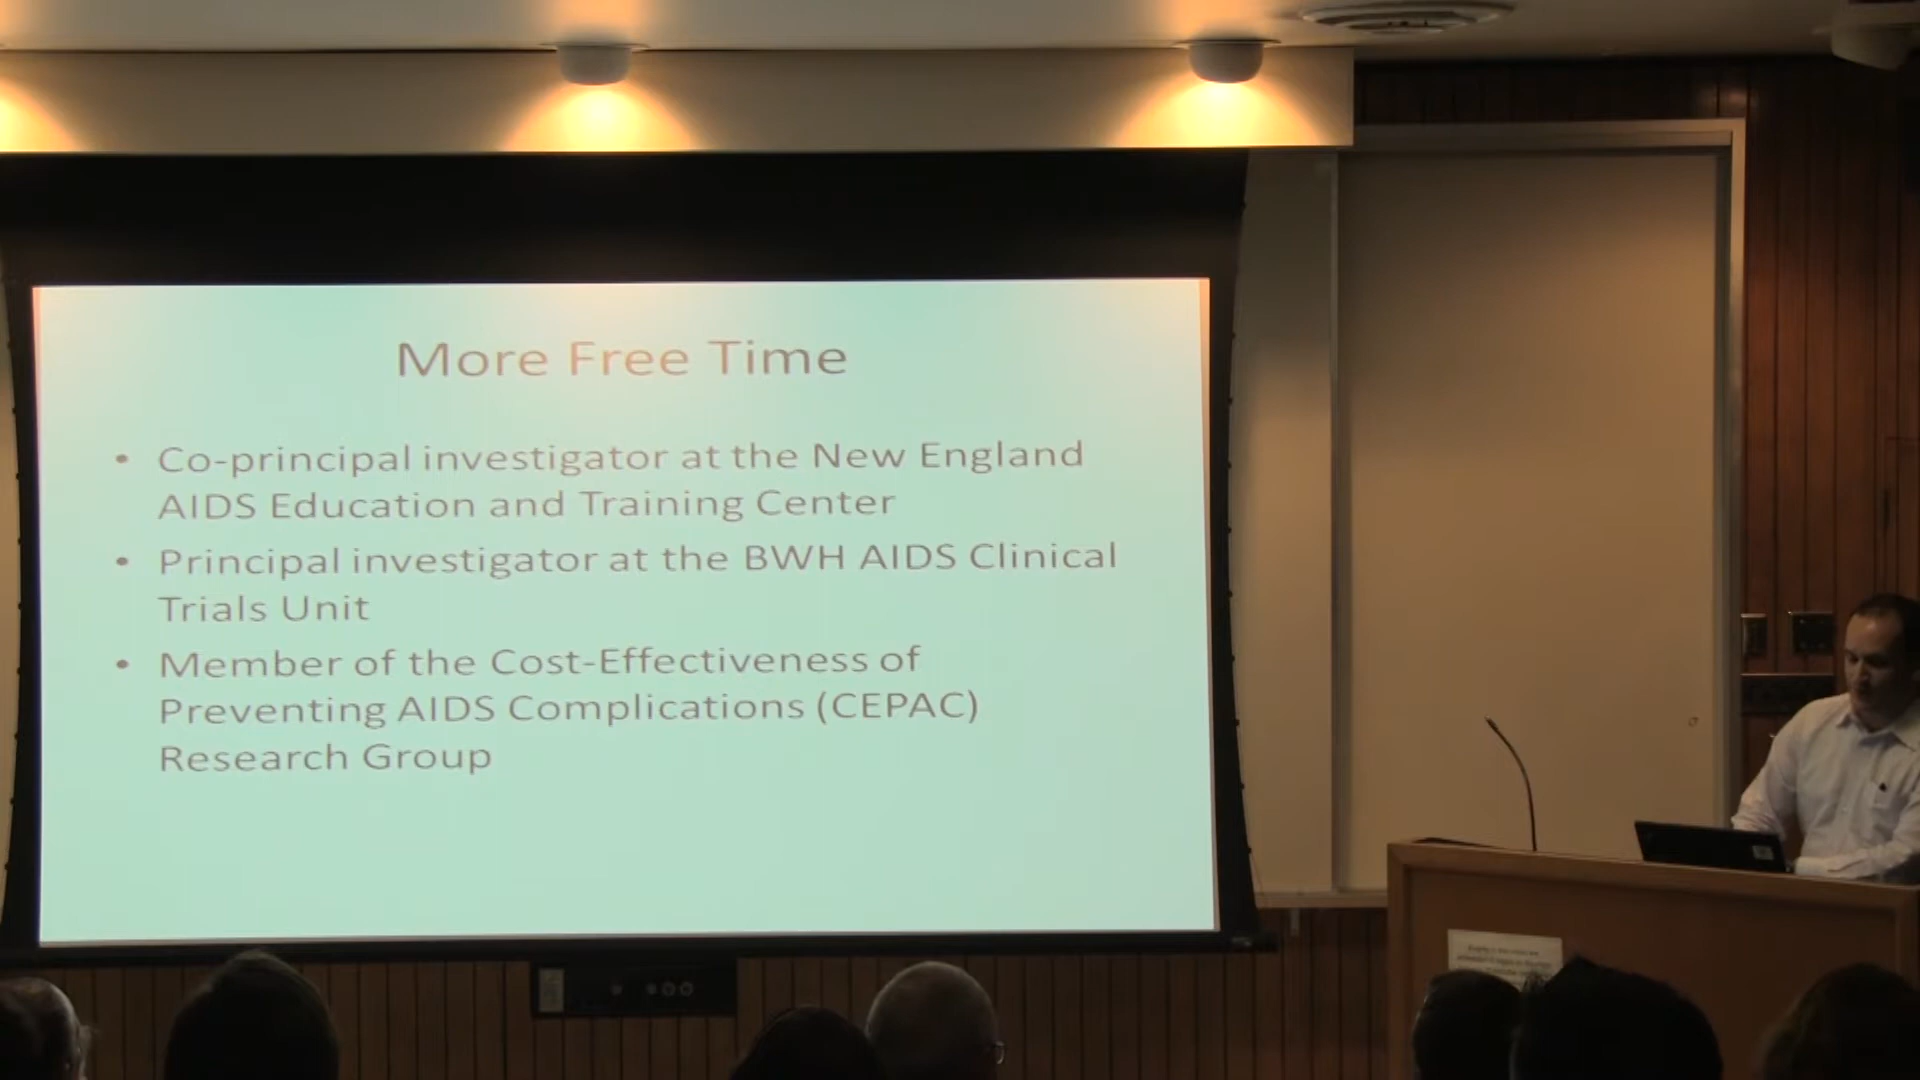 More Free Time
• Co-principal investigator at the New England
AIDS Education and Training Center
• Principal investigator at the BWH AIDS Clinical
Trials Unit
• Member of the Cost-Effectiveness of
Preventing AIDS Complications (CEPAC)
Research Group